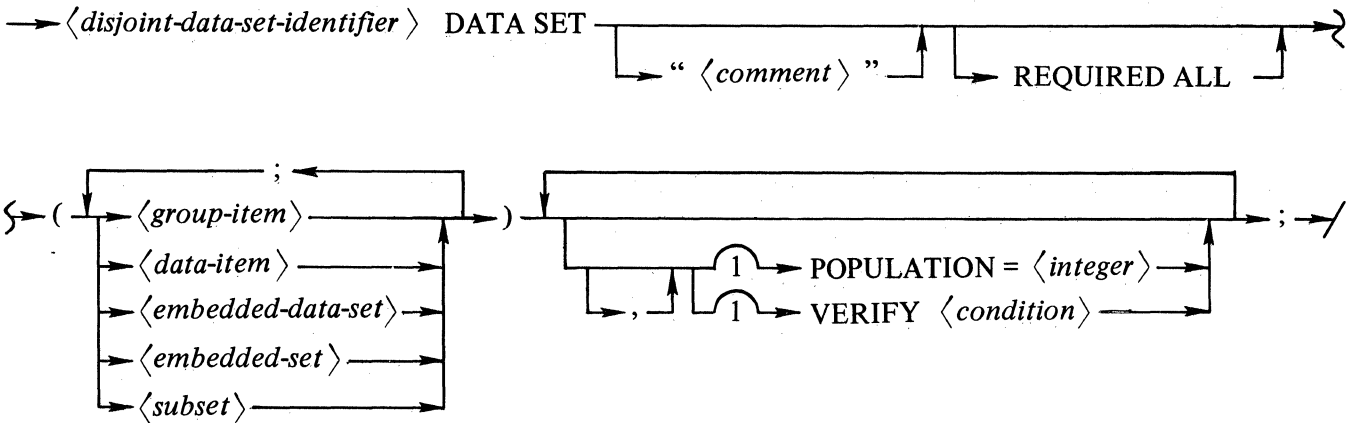 ⟨disjoint-data-set-identifier⟩ DATA SET
“ ⟨comment⟩ ” REQUIRED ALL
;
( ⟨group-item⟩ ) ;
⟨data-item⟩ 1 POPULATION = ⟨integer⟩
⟨embedded-data-set⟩ , 1 VERIFY ⟨condition⟩
⟨embedded-set⟩
⟨subset⟩